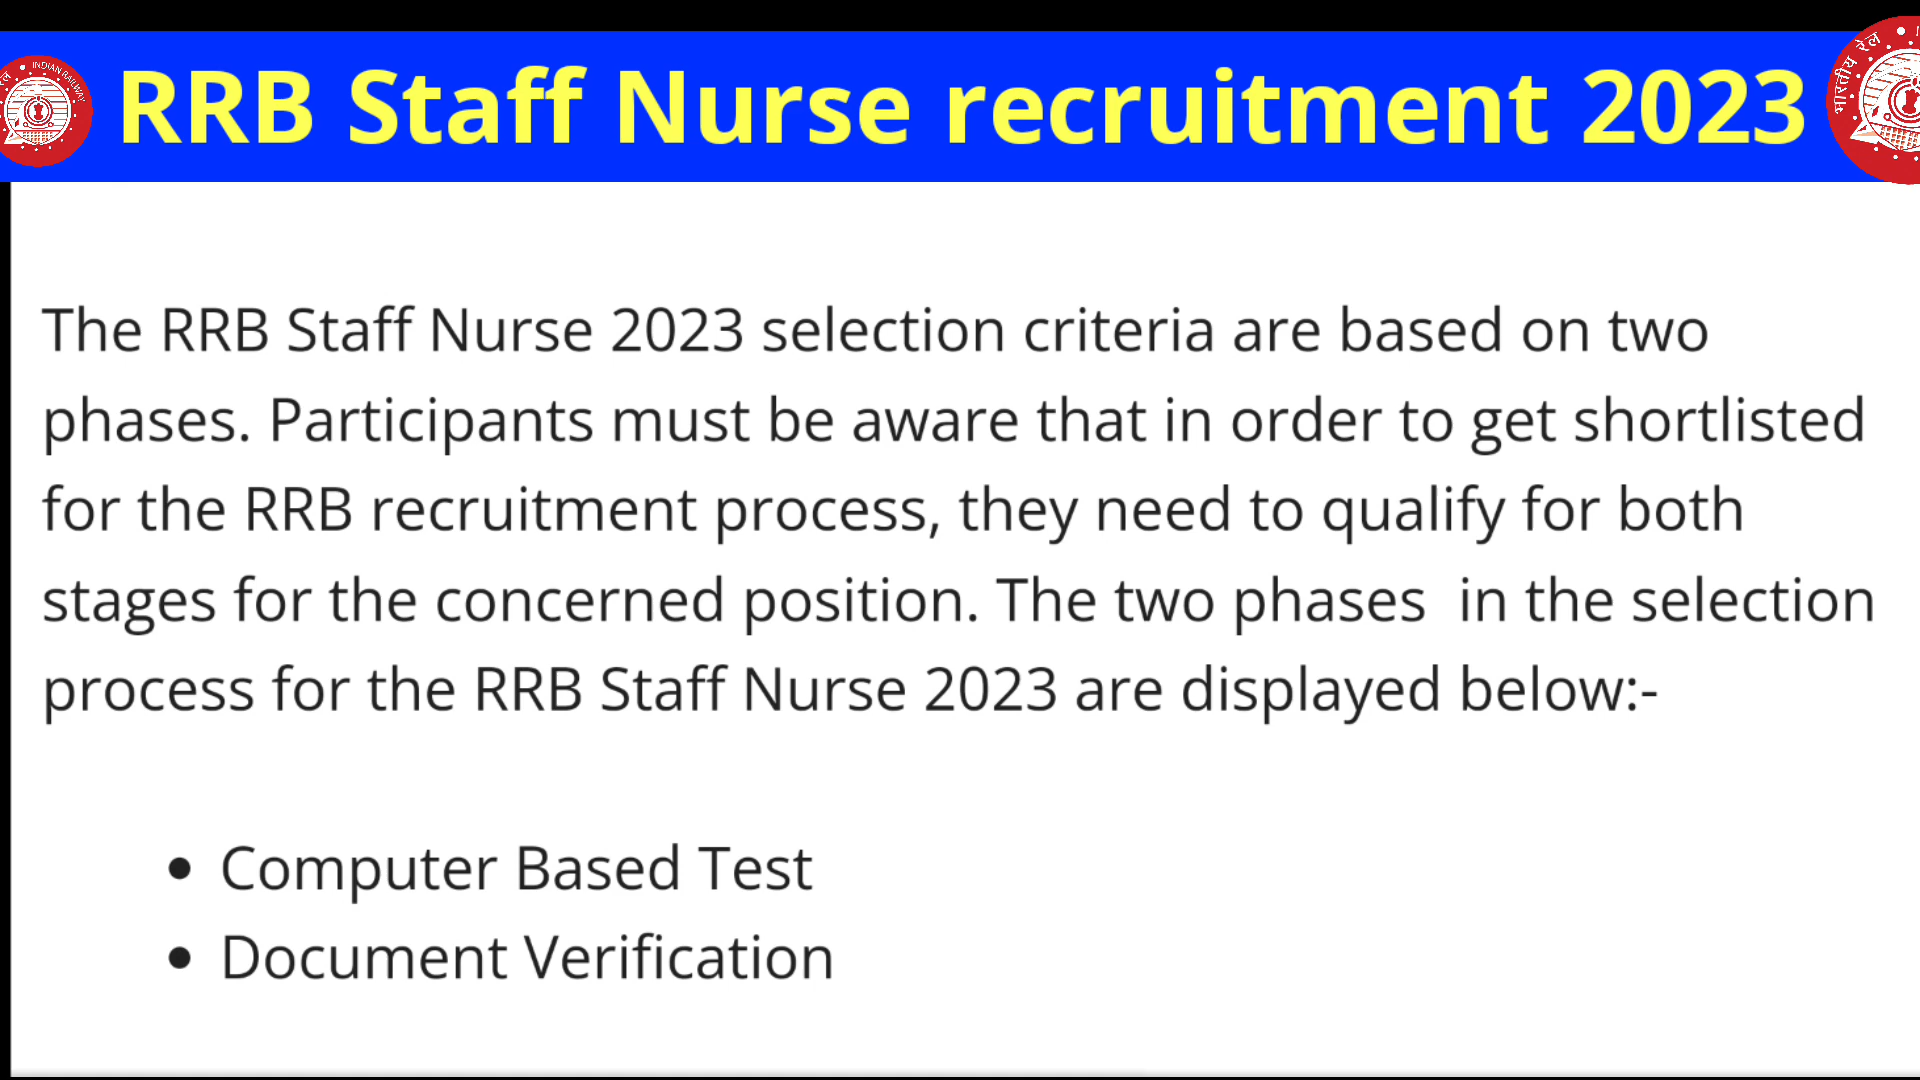 RRB Staff Nurse recruitment 2023
INDIAN RAILWAY
भारतीय रेल
The RRB Staff Nurse 2023 selection criteria are based on two
phases. Participants must be aware that in order to get shortlisted
for the RRB recruitment process, they need to qualify for both
stages for the concerned position. The two phases  in the selection
process for the RRB Staff Nurse 2023 are displayed below:-
• Computer Based Test
• Document Verification